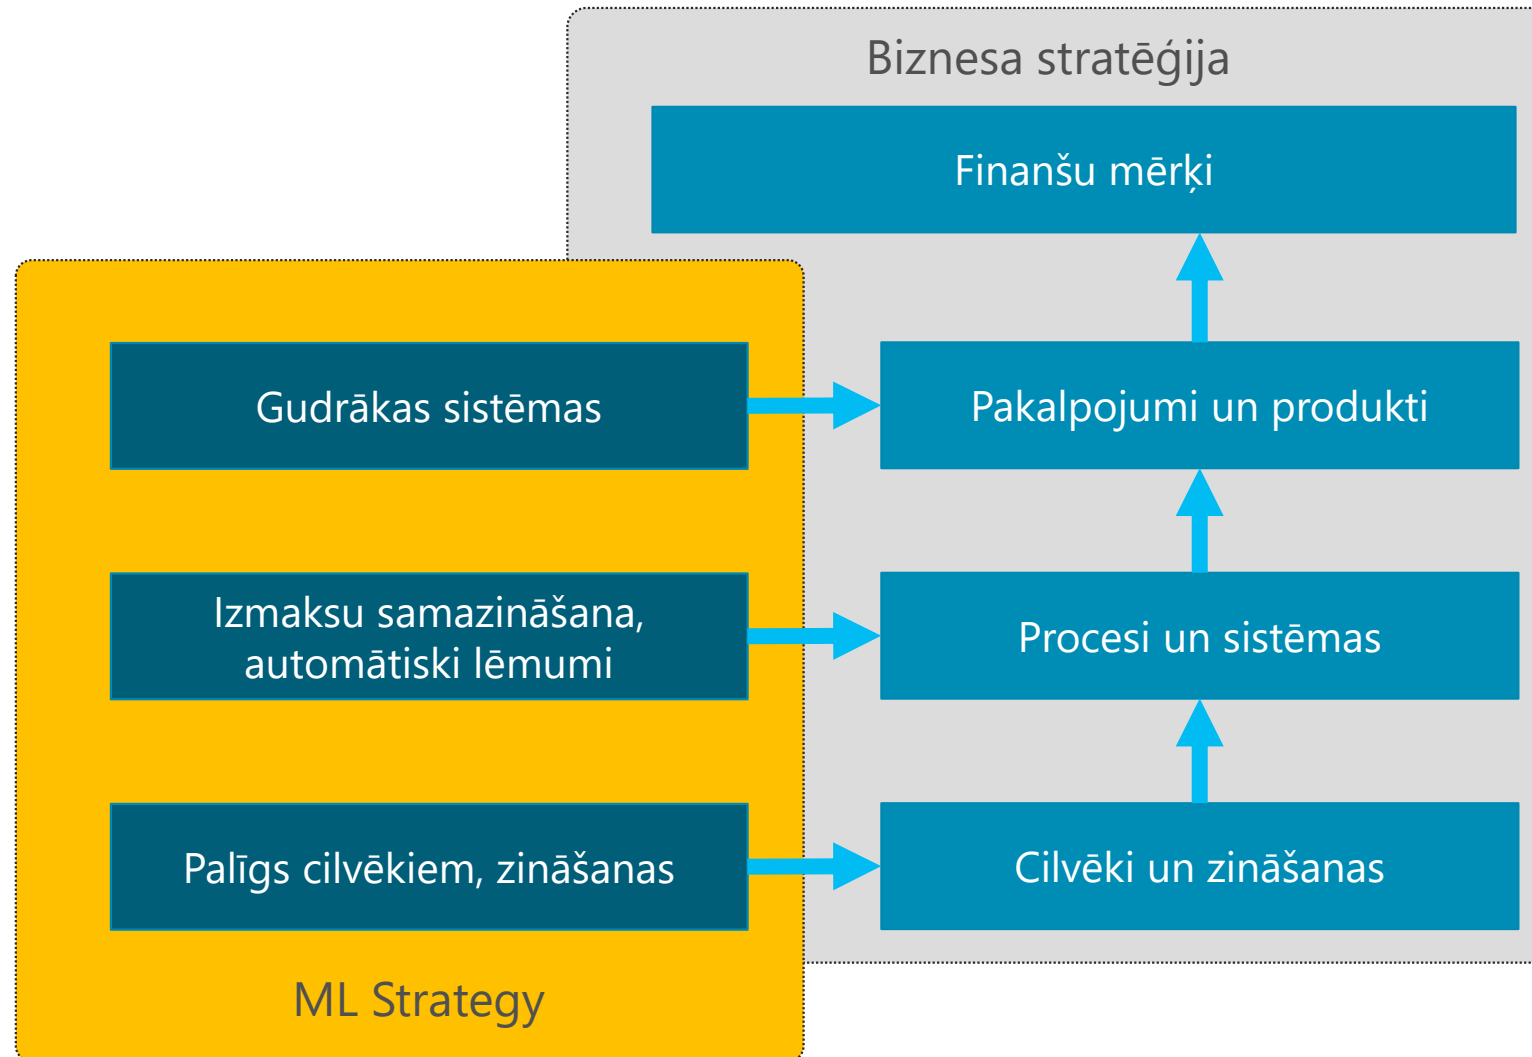 Biznesa stratēģija
Finanšu mērķi
Gudrākas sistēmas
Pakalpojumi un produkti
Izmaksu samazināšana,
automātiski lēmumi
Procesi un sistēmas
Palīgs cilvēkiem, zināšanas
Cilvēki un zināšanas
ML Strategy